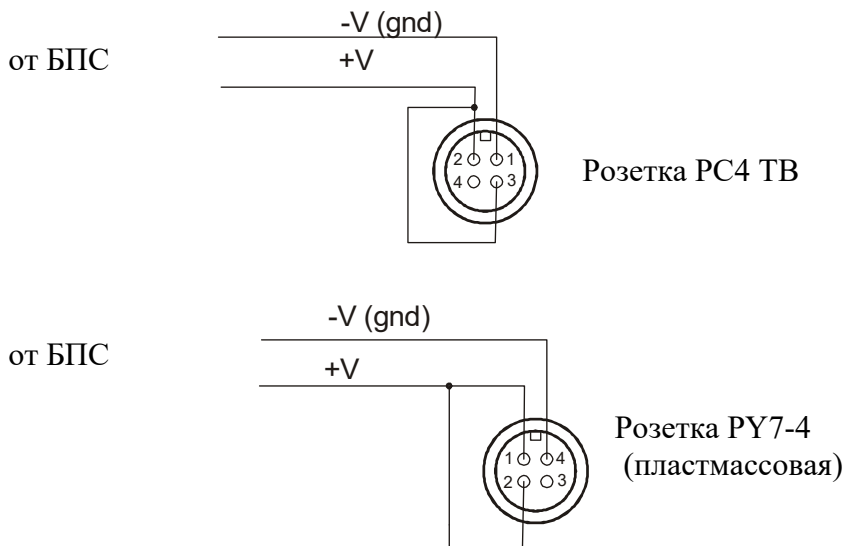 -V (gnd)
от БПС
+V
2 1
4 3
Розетка РС4 ТВ
-V (gnd)
от БПС
+V
Розетка PY7-4
(пластмассовая)
1 4
2 3